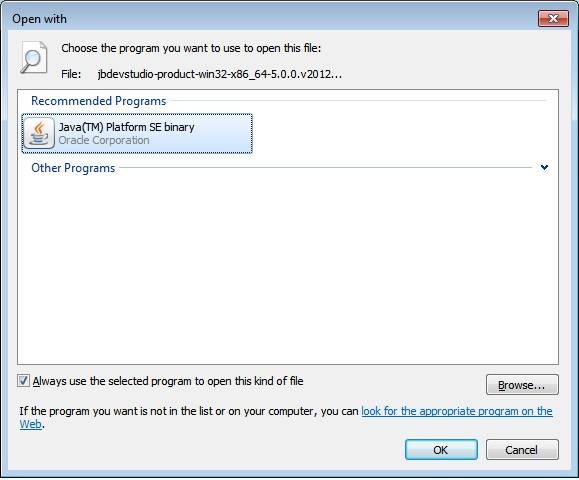 Open with
Choose the program you want to use to open this file:
File: jbdevstudio-product-win32-x86_64-5.0.0.v2012...
Recommended Programs
Java(TM) Platform SE binary
Oracle Corporation
Other Programs
Always use the selected program to open this kind of file
Browse...
If the program you want is not in the list or on your computer, you can look for the appropriate program on the
Web.
OK
Cancel